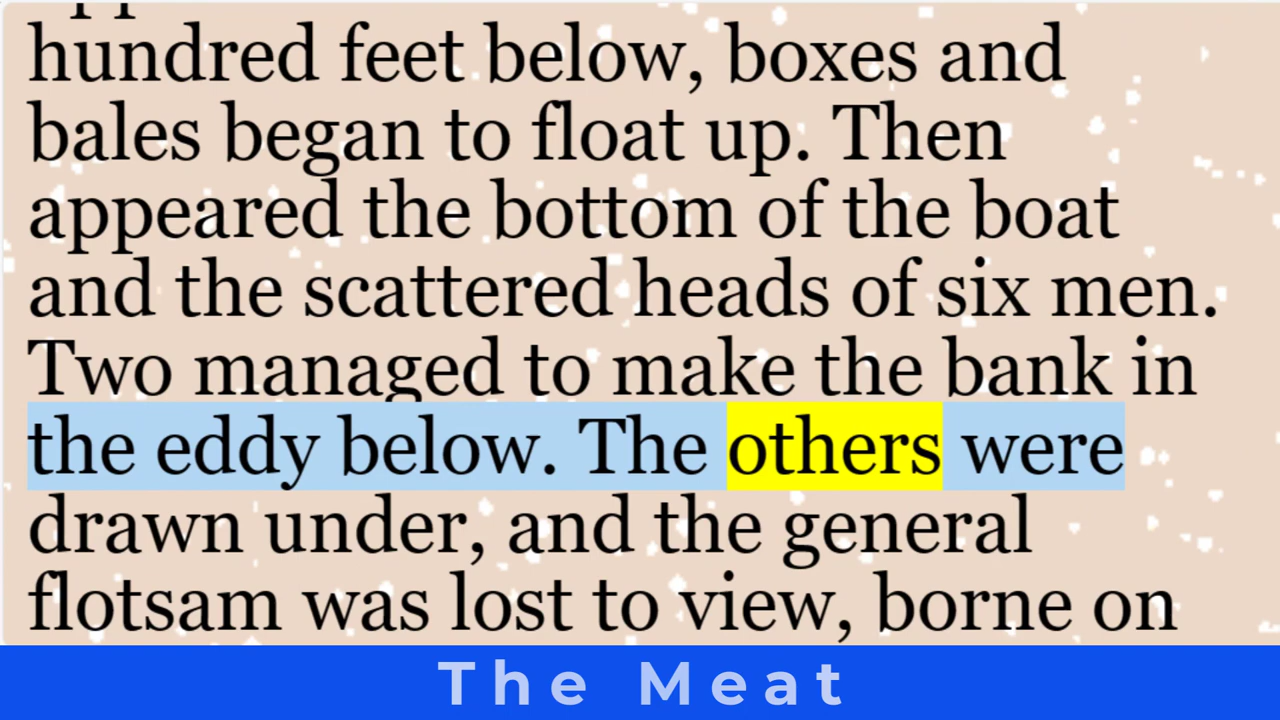 hundred feet below, boxes and
bales began to float up. Then
appeared the bottom of the boat
and the scattered heads of six men.
Two managed to make the bank in
the eddy below. The others were
drawn under, and the general
flotsam was lost to view, borne on
The Meat